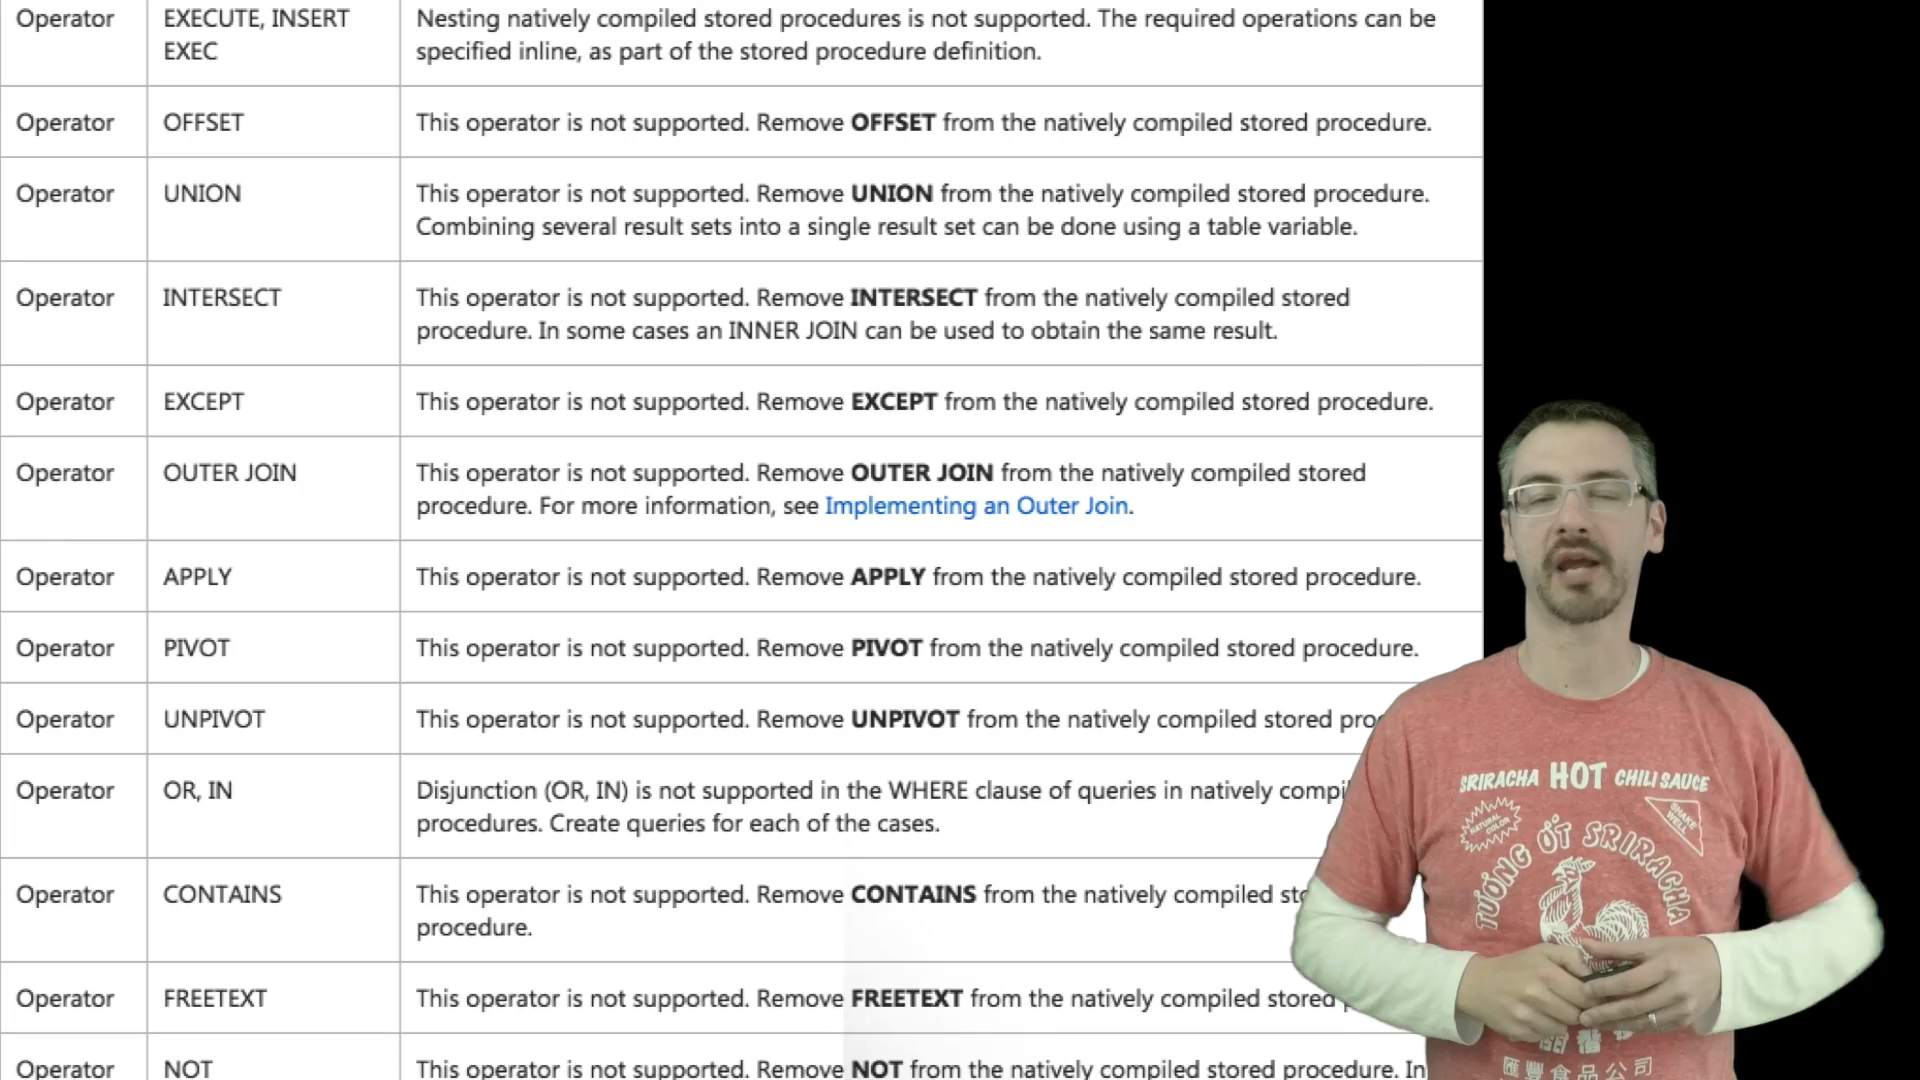 Operator EXECUTE, INSERT Nesting natively compiled stored procedures is not supported. The required operations can be
EXEC specified inline, as part of the stored procedure definition.
Operator OFFSET This operator is not supported. Remove OFFSET from the natively compiled stored procedure.
Operator UNION This operator is not supported. Remove UNION from the natively compiled stored procedure.
Combining several result sets into a single result set can be done using a table variable.
Operator INTERSECT This operator is not supported. Remove INTERSECT from the natively compiled stored
procedure. In some cases an INNER JOIN can be used to obtain the same result.
Operator EXCEPT This operator is not supported. Remove EXCEPT from the natively compiled stored procedure.
Operator OUTER JOIN This operator is not supported. Remove OUTER JOIN from the natively compiled stored
procedure. For more information, see Implementing an Outer Join.
Operator APPLY This operator is not supported. Remove APPLY from the natively compiled stored procedure.
Operator PIVOT This operator is not supported. Remove PIVOT from the natively compiled stored procedure.
Operator UNPIVOT This operator is not supported. Remove UNPIVOT from the natively compiled stored
Operator OR, IN Disjunction (OR, IN) is not supported in the WHERE clause of queries in natively
procedures. Create queries for each of the cases.
Operator CONTAINS This operator is not supported. Remove CONTAINS from the natively compiled
procedure.
Operator FREETEXT This operator is not supported. Remove FREETEXT from the natively compiled stored
Operator NOT This operator is not supported. Remove NOT from the natively compiled stored procedure. In
SRIRACHA HOT CHILI SAUCE
NATURAL COLOR
SHAKE WELL
TƯƠNG ỚT SRIRACHA
匯豐食品公司